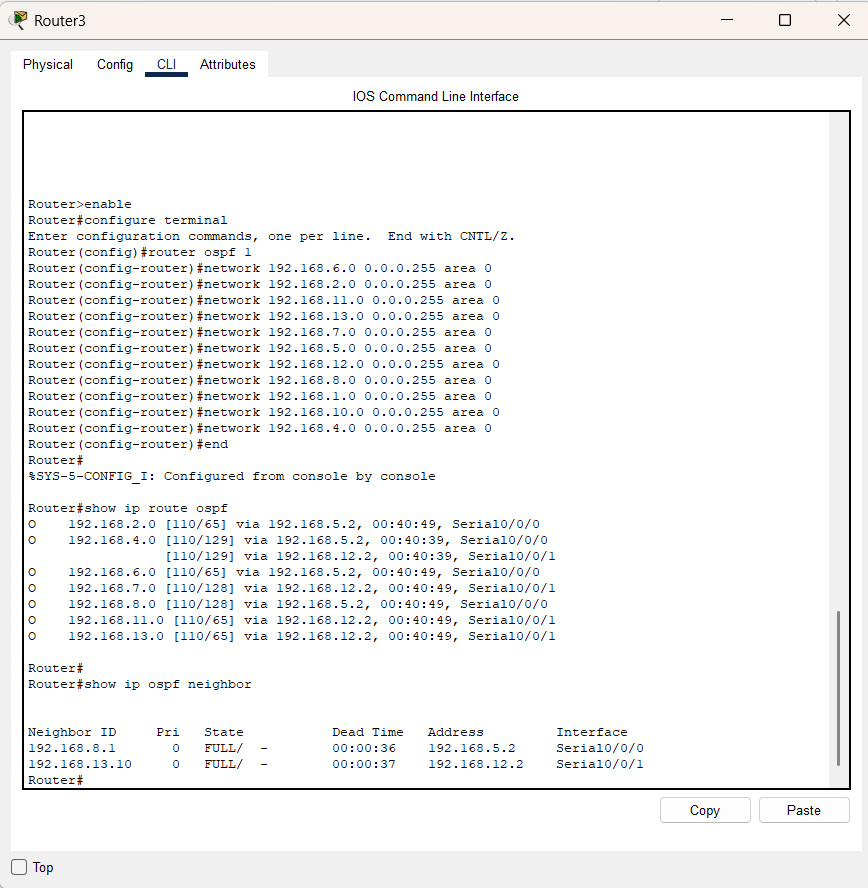 Router3
Physical Config CLI Attributes
IOS Command Line Interface
Router>enable
Router#configure terminal
Enter configuration commands, one per line.  End with CNTL/Z.
Router(config)#router ospf 1
Router(config-router)#network 192.168.6.0 0.0.0.255 area 0
Router(config-router)#network 192.168.2.0 0.0.0.255 area 0
Router(config-router)#network 192.168.11.0 0.0.0.255 area 0
Router(config-router)#network 192.168.13.0 0.0.0.255 area 0
Router(config-router)#network 192.168.7.0 0.0.0.255 area 0
Router(config-router)#network 192.168.5.0 0.0.0.255 area 0
Router(config-router)#network 192.168.12.0 0.0.0.255 area 0
Router(config-router)#network 192.168.8.0 0.0.0.255 area 0
Router(config-router)#network 192.168.1.0 0.0.0.255 area 0
Router(config-router)#network 192.168.10.0 0.0.0.255 area 0
Router(config-router)#network 192.168.4.0 0.0.0.255 area 0
Router(config-router)#end
Router#
%SYS-5-CONFIG_I: Configured from console by console
Router#show ip route ospf
O    192.168.2.0 [110/65] via 192.168.5.2, 00:40:49, Serial0/0/0
O    192.168.4.0 [110/129] via 192.168.5.2, 00:40:39, Serial0/0/0
                 [110/129] via 192.168.12.2, 00:40:39, Serial0/0/1
O    192.168.6.0 [110/65] via 192.168.5.2, 00:40:49, Serial0/0/0
O    192.168.7.0 [110/128] via 192.168.12.2, 00:40:49, Serial0/0/1
O    192.168.8.0 [110/128] via 192.168.5.2, 00:40:49, Serial0/0/0
O    192.168.11.0 [110/65] via 192.168.12.2, 00:40:49, Serial0/0/1
O    192.168.13.0 [110/65] via 192.168.12.2, 00:40:49, Serial0/0/1
Router#
Router#show ip ospf neighbor
Neighbor ID     Pri   State           Dead Time   Address         Interface
192.168.8.1       0   FULL/  -        00:00:36    192.168.5.2     Serial0/0/0
192.168.13.10     0   FULL/  -        00:00:37    192.168.12.2    Serial0/0/1
Router#
Copy Paste
Top